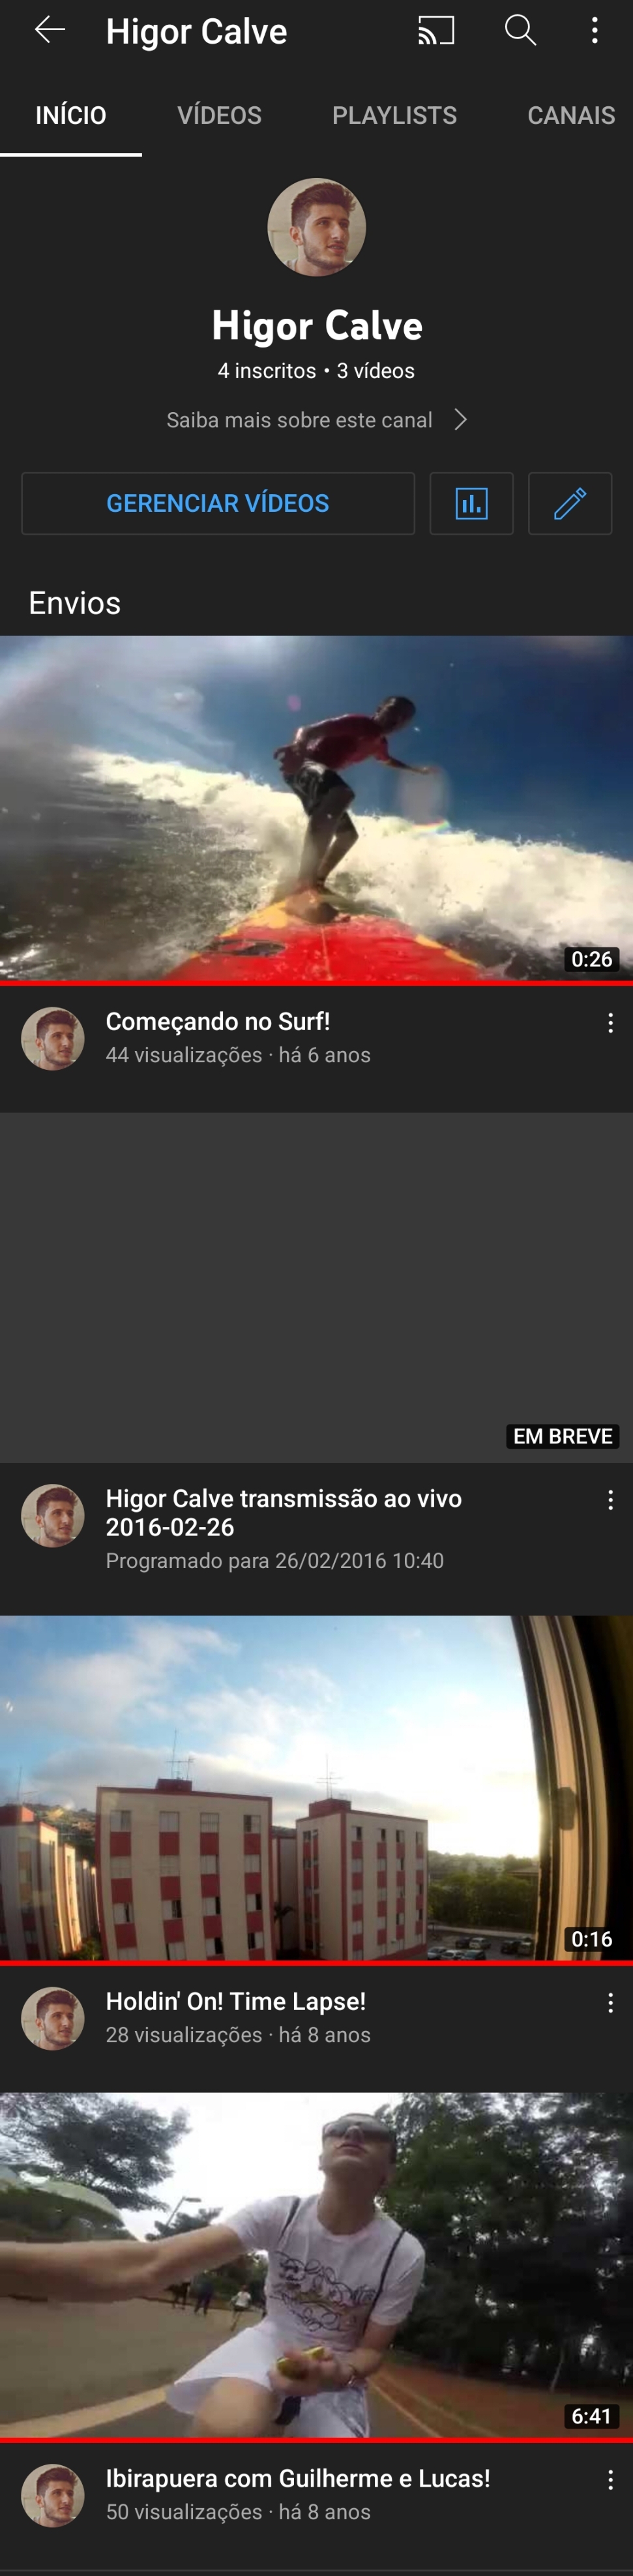 Higor Calve
INÍCIO VÍDEOS PLAYLISTS CANAIS
Higor Calve
4 inscritos • 3 vídeos
Saiba mais sobre este canal
GERENCIAR VÍDEOS
Envios
0:26
Começando no Surf!
44 visualizações · há 6 anos
EM BREVE
Higor Calve transmissão ao vivo
2016-02-26
Programado para 26/02/2016 10:40
0:16
Holdin' On! Time Lapse!
28 visualizações · há 8 anos
6:41
Ibirapuera com Guilherme e Lucas!
50 visualizações · há 8 anos